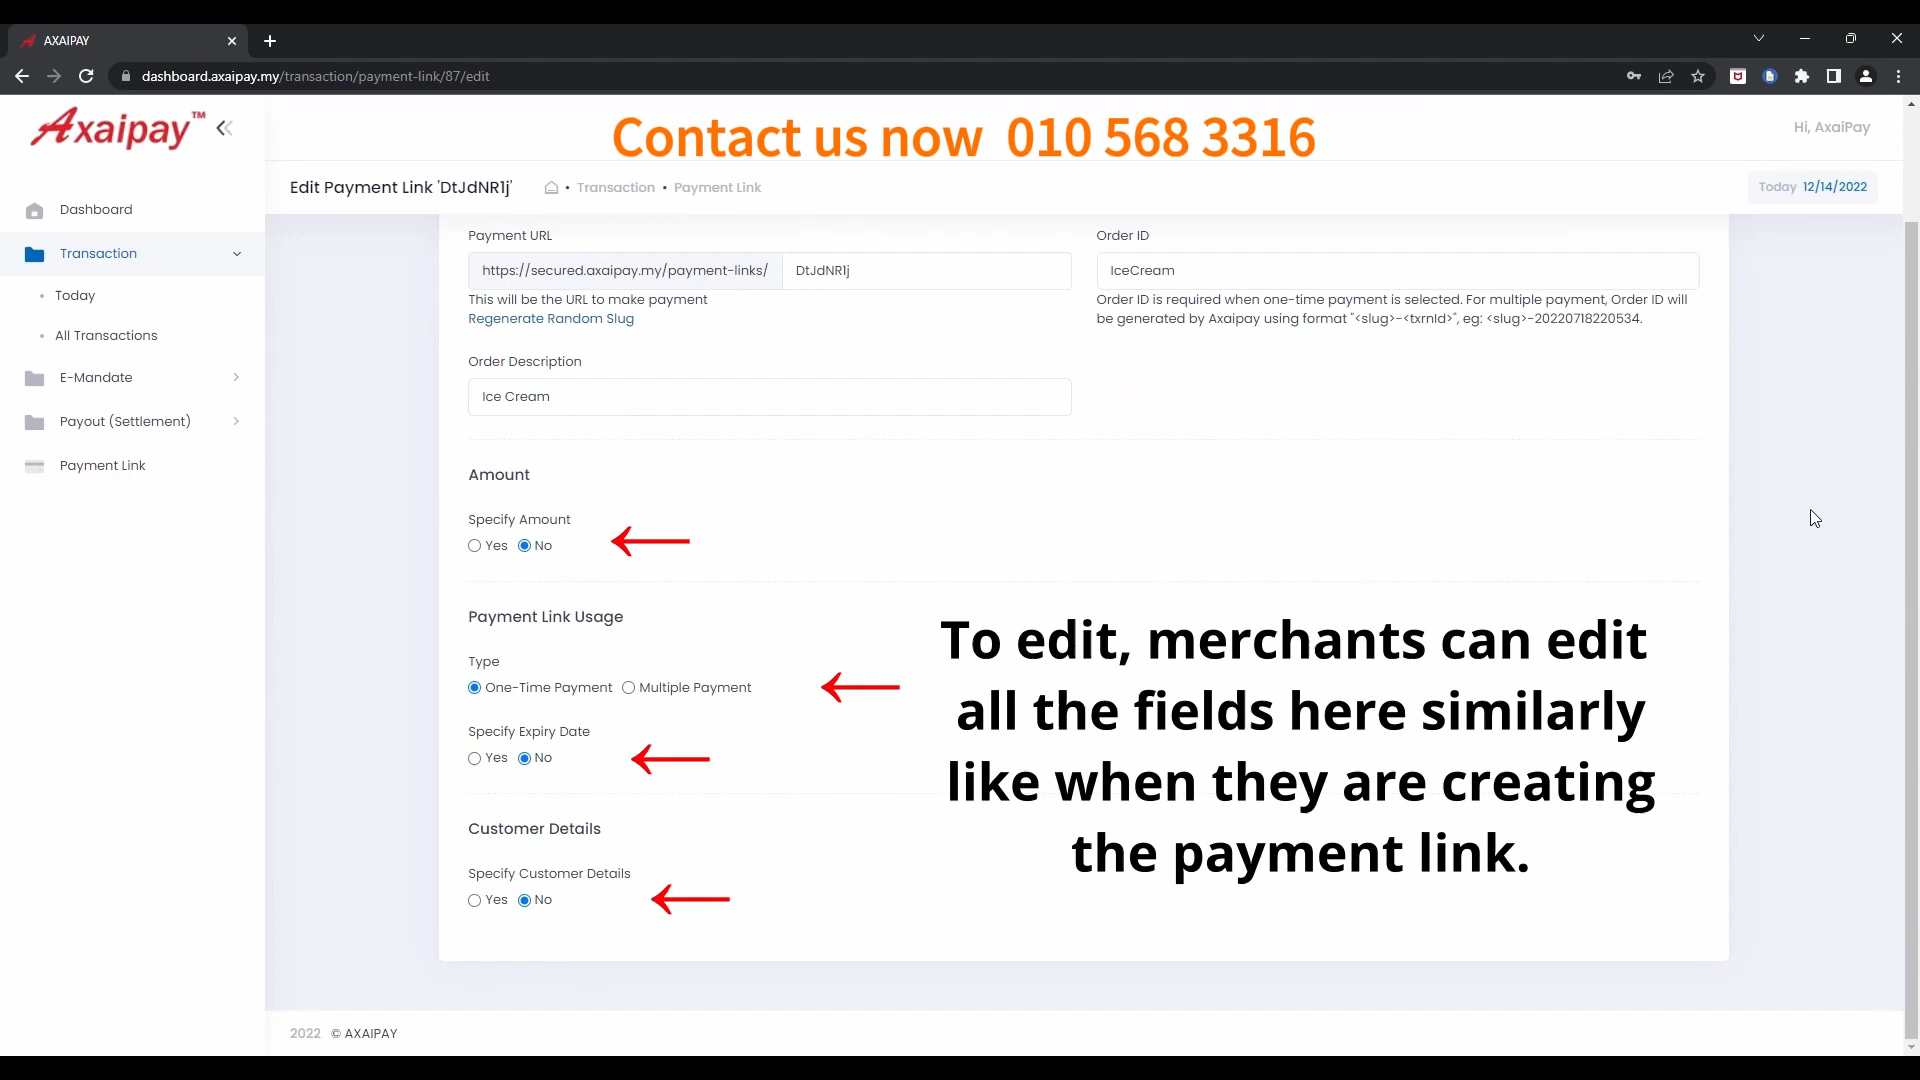 AXAIPAY
dashboard.axaipay.my/transaction/payment-link/87/edit
Axaipay™
Contact us now 010 568 3316
Hi, AxaiPay
Edit Payment Link 'DtJdNR1j'
Transaction • Payment Link
Today 12/14/2022
Dashboard
Transaction
Today
All Transactions
E-Mandate
Payout (Settlement)
Payment Link
Payment URL
https://secured.axaipay.my/payment-links/ DtJdNR1j
This will be the URL to make payment
Regenerate Random Slug
Order ID
IceCream
Order ID is required when one-time payment is selected. For multiple payment, Order ID will
be generated by Axaipay using format "<slug>-<txrnId>", eg: <slug>-20220718220534.
Order Description
Ice Cream
Amount
Specify Amount
Yes No
Payment Link Usage
Type
One-Time Payment Multiple Payment
Specify Expiry Date
Yes No
Customer Details
Specify Customer Details
Yes No
To edit, merchants can edit
all the fields here similarly
like when they are creating
the payment link.
2022 © AXAIPAY